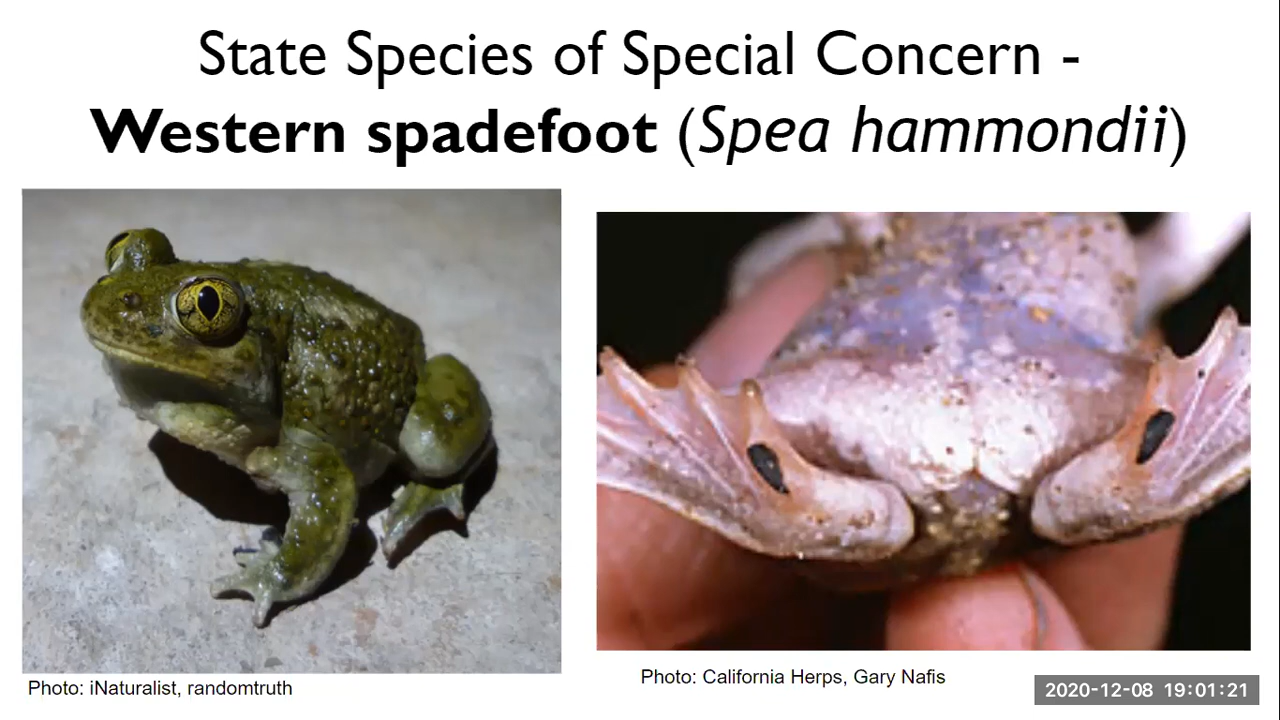 State Species of Special Concern -
Western spadefoot (Spea hammondii)
Photo: iNaturalist, randomtruth
Photo: California Herps, Gary Nafis
2020-12-08 19:01:21